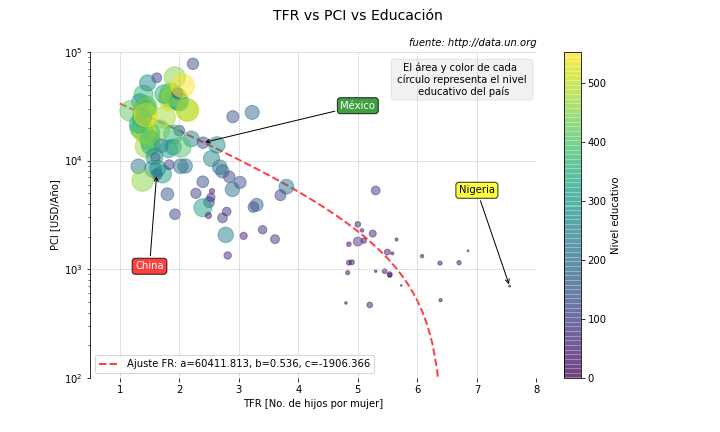 TFR vs PCI vs Educación
fuente: http://data.un.org
El área y color de cada
círculo representa el nivel
educativo del país
México
Nigeria
China
Ajuste FR: a=60411.813, b=0.536, c=-1906.366
PCI [USD/Año]
10^5
10^4
10^3
10^2
1 2 3 4 5 6 7 8
TFR [No. de hijos por mujer]
500
400
300
200
100
0
Nivel educativo